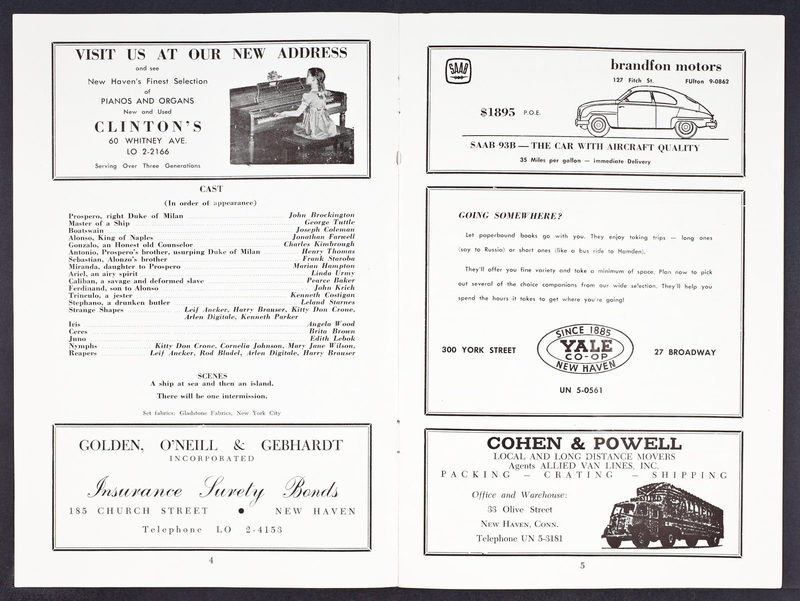 VISIT US AT OUR NEW ADDRESS
and see
New Haven's Finest Selection
of
PIANOS AND ORGANS
New and Used
CLINTON'S
60 WHITNEY AVE.
LO 2-2166
Serving Over Three Generations
CAST
(In order of appearance)
Prospero, right Duke of Milan John Brockington
Master of a Ship George Tuttle
Boatswain Joseph Coleman
Alonso, King of Naples Jonathan Farwell
Gonzalo, an Honest old Counselor Charles Kimbrough
Antonio, Prospero's brother, usurping Duke of Milan Henry Thomas
Sebastian, Alonzo's brother Frank Staroba
Miranda, daughter to Prospero Marian Hampton
Ariel, an airy spirit Linda Urmy
Caliban, a savage and deformed slave Pearce Baker
Ferdinand, son to Alonso John Krich
Trinculo, a jester Kenneth Costigan
Stephano, a drunken butler Leland Starnes
Strange Shapes Leif Ancker, Harry Brauser, Kitty Don Crone,
Arlen Digitale, Kenneth Parker
Iris Angela Wood
Ceres Brita Brown
Juno Edith Lebok
Nymphs Kitty Don Crone, Cornelia Johnson, Mary Jane Wilson,
Reapers Leif Ancker, Rod Bladel, Arlen Digitale, Harry Brauser
SCENES
A ship at sea and then an island.
There will be one intermission.
Set fabrics: Gladstone Fabrics, New York City
GOLDEN, O'NEILL & GEBHARDT
INCORPORATED
Insurance Surety Bonds
185 CHURCH STREET • NEW HAVEN
Telephone LO 2-4153
4
SAAB
brandfon motors
127 Fitch St. FUlton 9-0862
$1895 P.O.E.
SAAB 93B — THE CAR WITH AIRCRAFT QUALITY
35 Miles per gallon — immediate Delivery
GOING SOMEWHERE?
Let paperbound books go with you. They enjoy taking trips — long ones
(say to Russia) or short ones (like a bus ride to Hamden).
They'll offer you fine variety and take a minimum of space. Plan now to pick
out several of the choice companions from our wide selection. They'll help you
spend the hours it takes to get where you're going!
300 YORK STREET
SINCE 1885
YALE
CO-OP
NEW HAVEN
27 BROADWAY
UN 5-0561
COHEN & POWELL
LOCAL AND LONG DISTANCE MOVERS
Agents ALLIED VAN LINES, INC.
PACKING — CRATING — SHIPPING
Office and Warehouse:
33 Olive Street
NEW HAVEN, CONN.
Telephone UN 5-3181
5